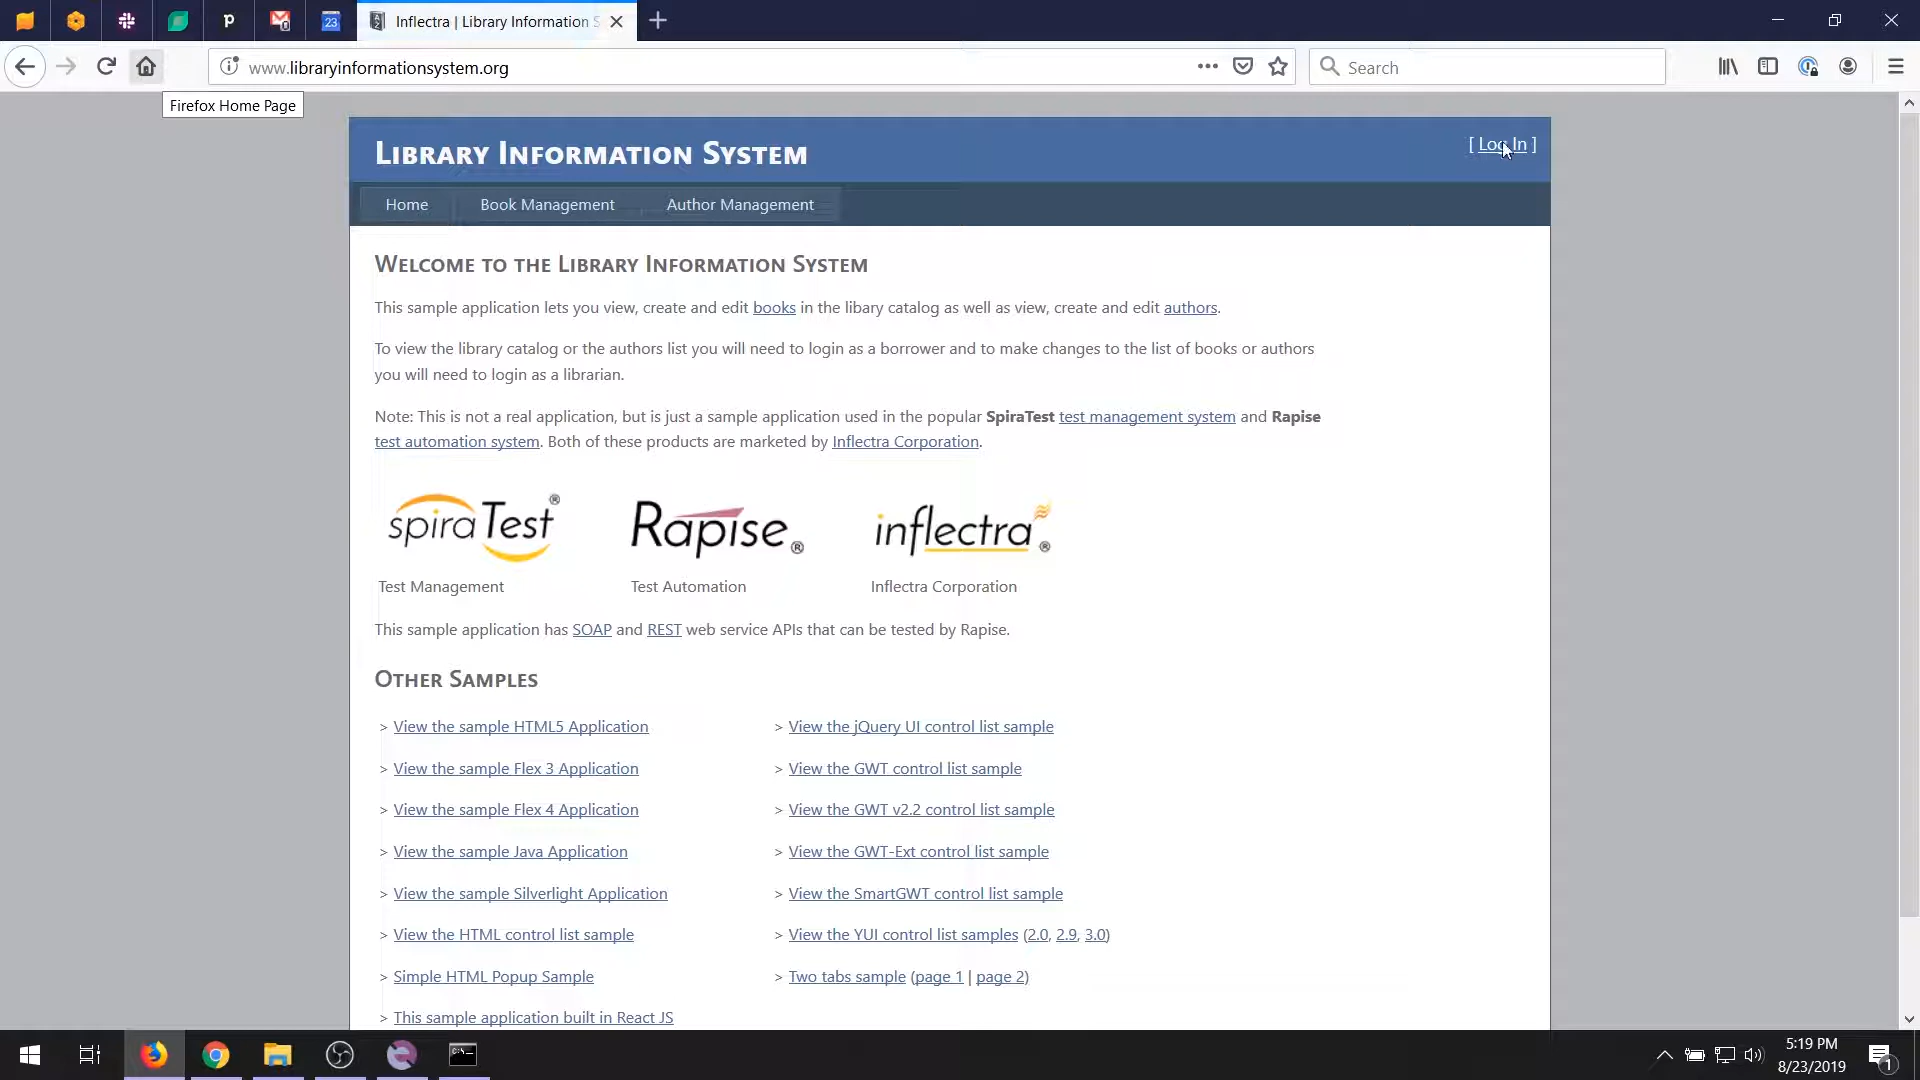 23
Inflectra | Library Information S
www.libraryinformationsystem.org
Search
Firefox Home Page
Library Information System
[ Log In ]
Home
Book Management
Author Management
Welcome to the Library Information System
This sample application lets you view, create and edit books in the libary catalog as well as view, create and edit authors.
To view the library catalog or the authors list you will need to login as a borrower and to make changes to the list of books or authors
you will need to login as a librarian.
Note: This is not a real application, but is just a sample application used in the popular SpiraTest test management system and Rapise
test automation system. Both of these products are marketed by Inflectra Corporation.
spiraTest®
Rapise®
inflectra®
Test Management
Test Automation
Inflectra Corporation
This sample application has SOAP and REST web service APIs that can be tested by Rapise.
Other Samples
> View the sample HTML5 Application
> View the jQuery UI control list sample
> View the sample Flex 3 Application
> View the GWT control list sample
> View the sample Flex 4 Application
> View the GWT v2.2 control list sample
> View the sample Java Application
> View the GWT-Ext control list sample
> View the sample Silverlight Application
> View the SmartGWT control list sample
> View the HTML control list sample
> View the YUI control list samples (2.0, 2.9, 3.0)
> Simple HTML Popup Sample
> Two tabs sample (page 1 | page 2)
> This sample application built in React JS
5:19 PM
8/23/2019
1